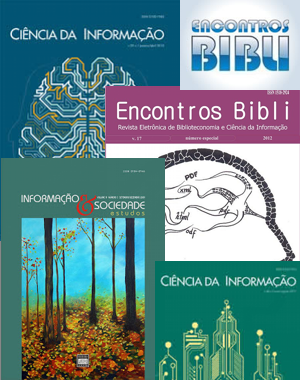 CIÊNCIA DA INFORMAÇÃO
ENCONTROS
BIBLI
Encontros Bibli
Revista Eletrônica de Biblioteconomia e Ciência da Informação
n. 17
número especial
2012
PDF
INFORMAÇÃO
& SOCIEDADE
estudos
CIÊNCIA DA INFORMAÇÃO